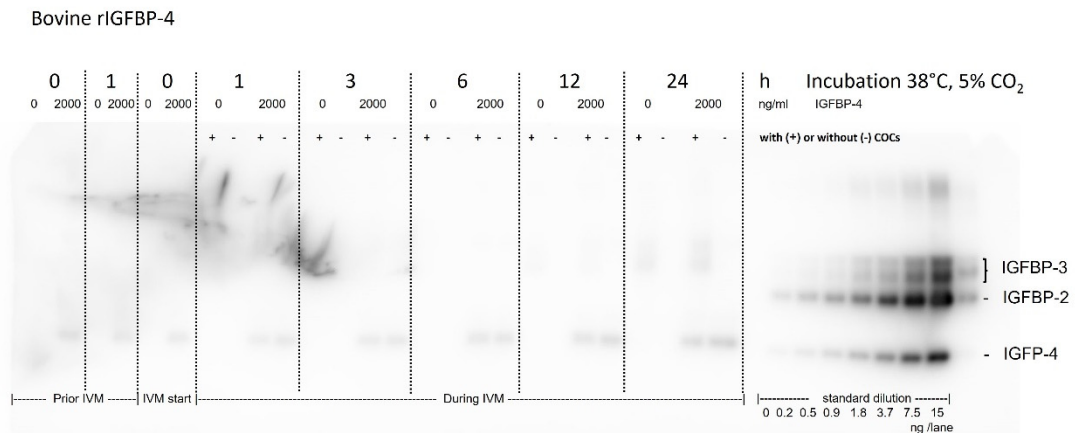 Bovine rIGFBP-4
0 1 0 1 3 6 12 24 h Incubation 38°C, 5% CO₂
0 2000 0 2000 0 2000 0 2000 0 2000 0 2000 0 2000 0 2000 ng/ml IGFBP-4
+ - + - + - + - + - + - + - + - + - + - with (+) or without (-) COCs
IGFBP-3
- IGFBP-2
- IGFP-4
Prior IVM IVM start During IVM standard dilution
0 0.2 0.5 0.9 1.8 3.7 7.5 15
ng /lane